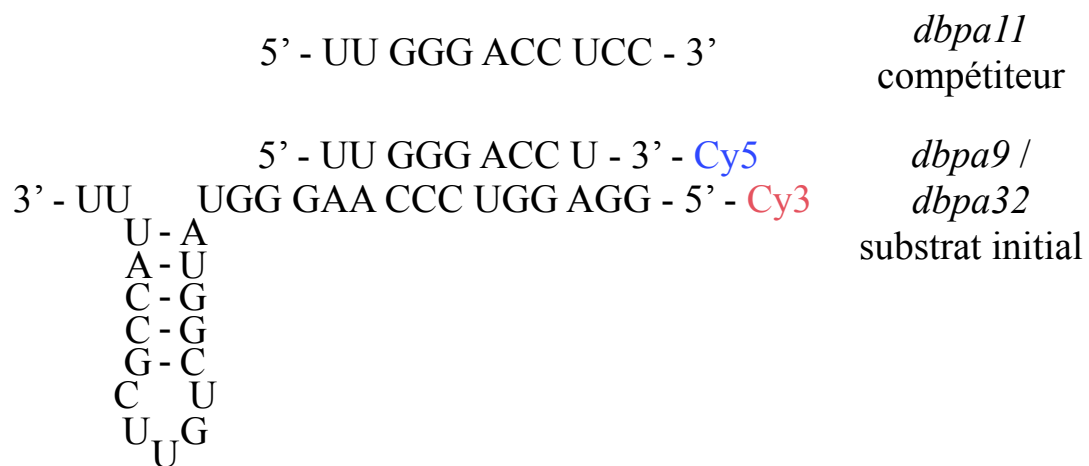 5’ - UU GGG ACC UCC - 3’
dbpa11
compétiteur
5’ - UU GGG ACC U - 3’ - Cy5
3’ - UU UGG GAA CCC UGG AGG - 5’ - Cy3
dbpa9 /
dbpa32
substrat initial
U - A
A - U
C - G
C - G
G - C
C U
U G
U